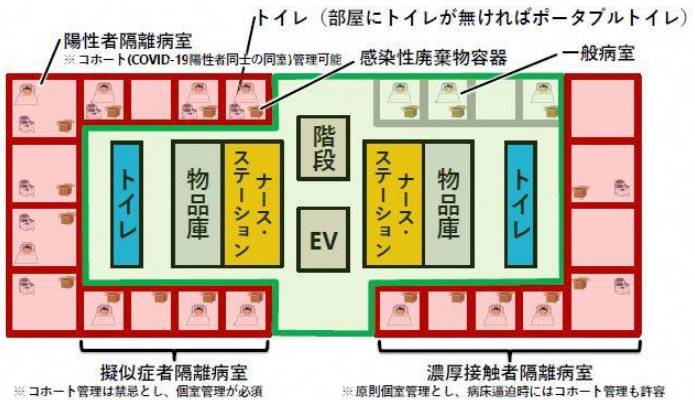 トイレ（部屋にトイレが無ければポータブルトイレ）
陽性者隔離病室
※ コホート(COVID-19陽性者同士の同室)管理可能
感染性廃棄物容器
一般病室
トイレ
物品庫
ナース・
ステーション
階段
EV
ナース・
ステーション
物品庫
トイレ
擬似症者隔離病室
※ コホート管理は禁忌とし、個室管理が必須
濃厚接触者隔離病室
※ 原則個室管理とし、病床逼迫時にはコホート管理も許容